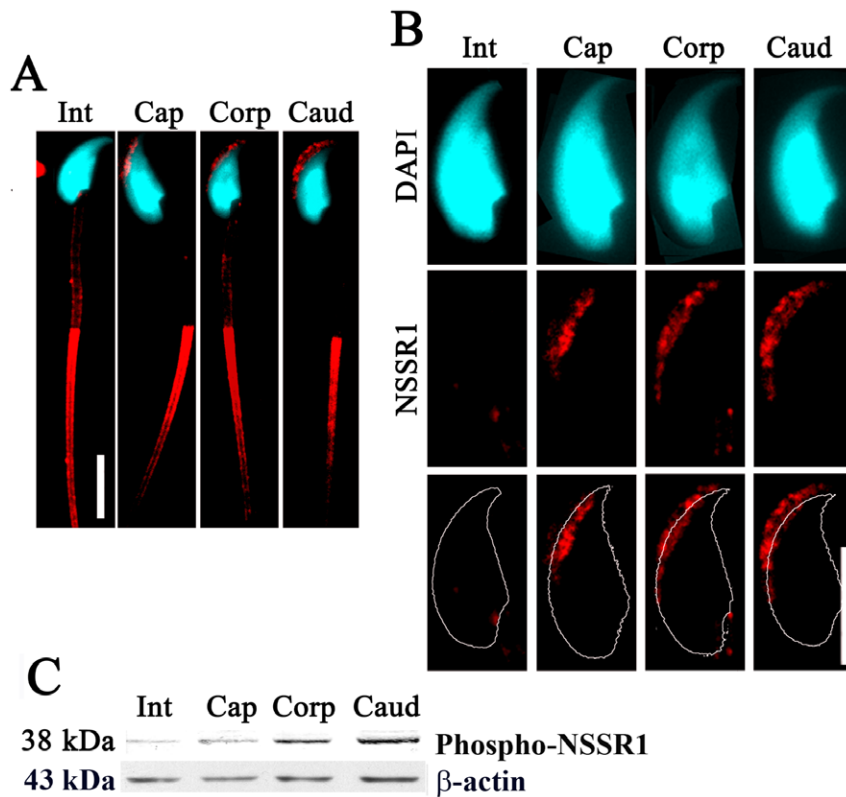 A
Int Cap Corp Caud
B
Int Cap Corp Caud
DAPI
NSSR1
C
Int Cap Corp Caud
38 kDa Phospho-NSSR1
43 kDa β-actin